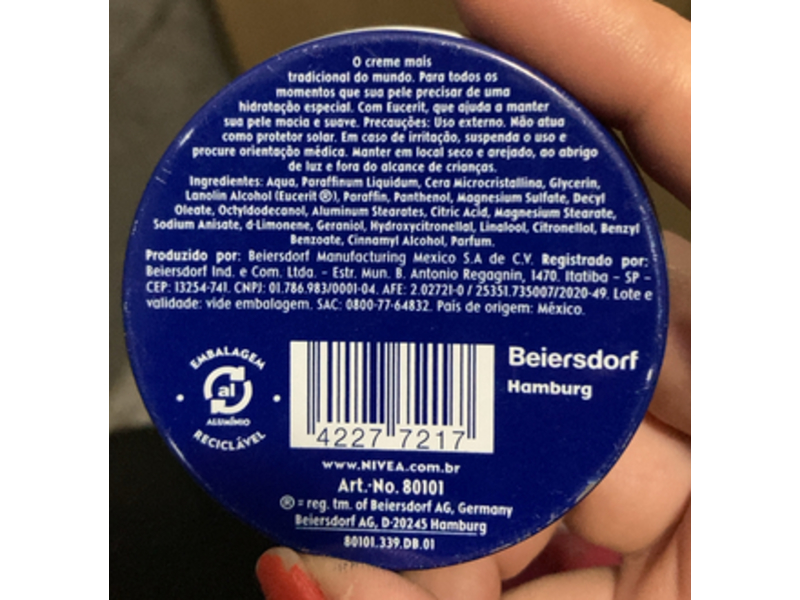 O creme mais
tradicional do mundo. Para todos os
momentos que sua pele precisar de uma
hidratação especial. Com Eucerit, que ajuda a manter
sua pele macia e suave. Precauções: Uso externo. Não atua
como protetor solar. Em caso de irritação, suspenda o uso e
procure orientação médica. Manter em local seco e arejado, ao abrigo
de luz e fora do alcance de crianças.
Ingredientes: Aqua, Paraffinum Liquidum, Cera Microcristallina, Glycerin,
Lanolin Alcohol (Eucerit ®), Paraffin, Panthenol, Magnesium Sulfate, Decyl
Oleate, Octyldodecanol, Aluminum Stearates, Citric Acid, Magnesium Stearate,
Sodium Anisate, d-Limonene, Geraniol, Hydroxycitronellal, Linalool, Citronellol, Benzyl
Benzoate, Cinnamyl Alcohol, Parfum.
Produzido por: Beiersdorf Manufacturing Mexico S.A de C.V. Registrado por:
Beiersdorf Ind. e Com. Ltda. - Estr. Mun. B. Antonio Regagnin, 1470. Itatiba - SP -
CEP: 13254-741. CNPJ: 01.786.983/0001-04. AFE: 2.02721-0 / 25351.735007/2020-49. Lote e
validade: vide embalagem. SAC: 0800-77-64832. País de origem: México.
EMBALAGEM
al
ALUMÍNIO
RECICLÁVEL
4227 7217
Beiersdorf
Hamburg
www.NIVEA.com.br
Art.-No. 80101
® = reg. tm. of Beiersdorf AG, Germany
Beiersdorf AG, D-20245 Hamburg
80101.339.DB.01